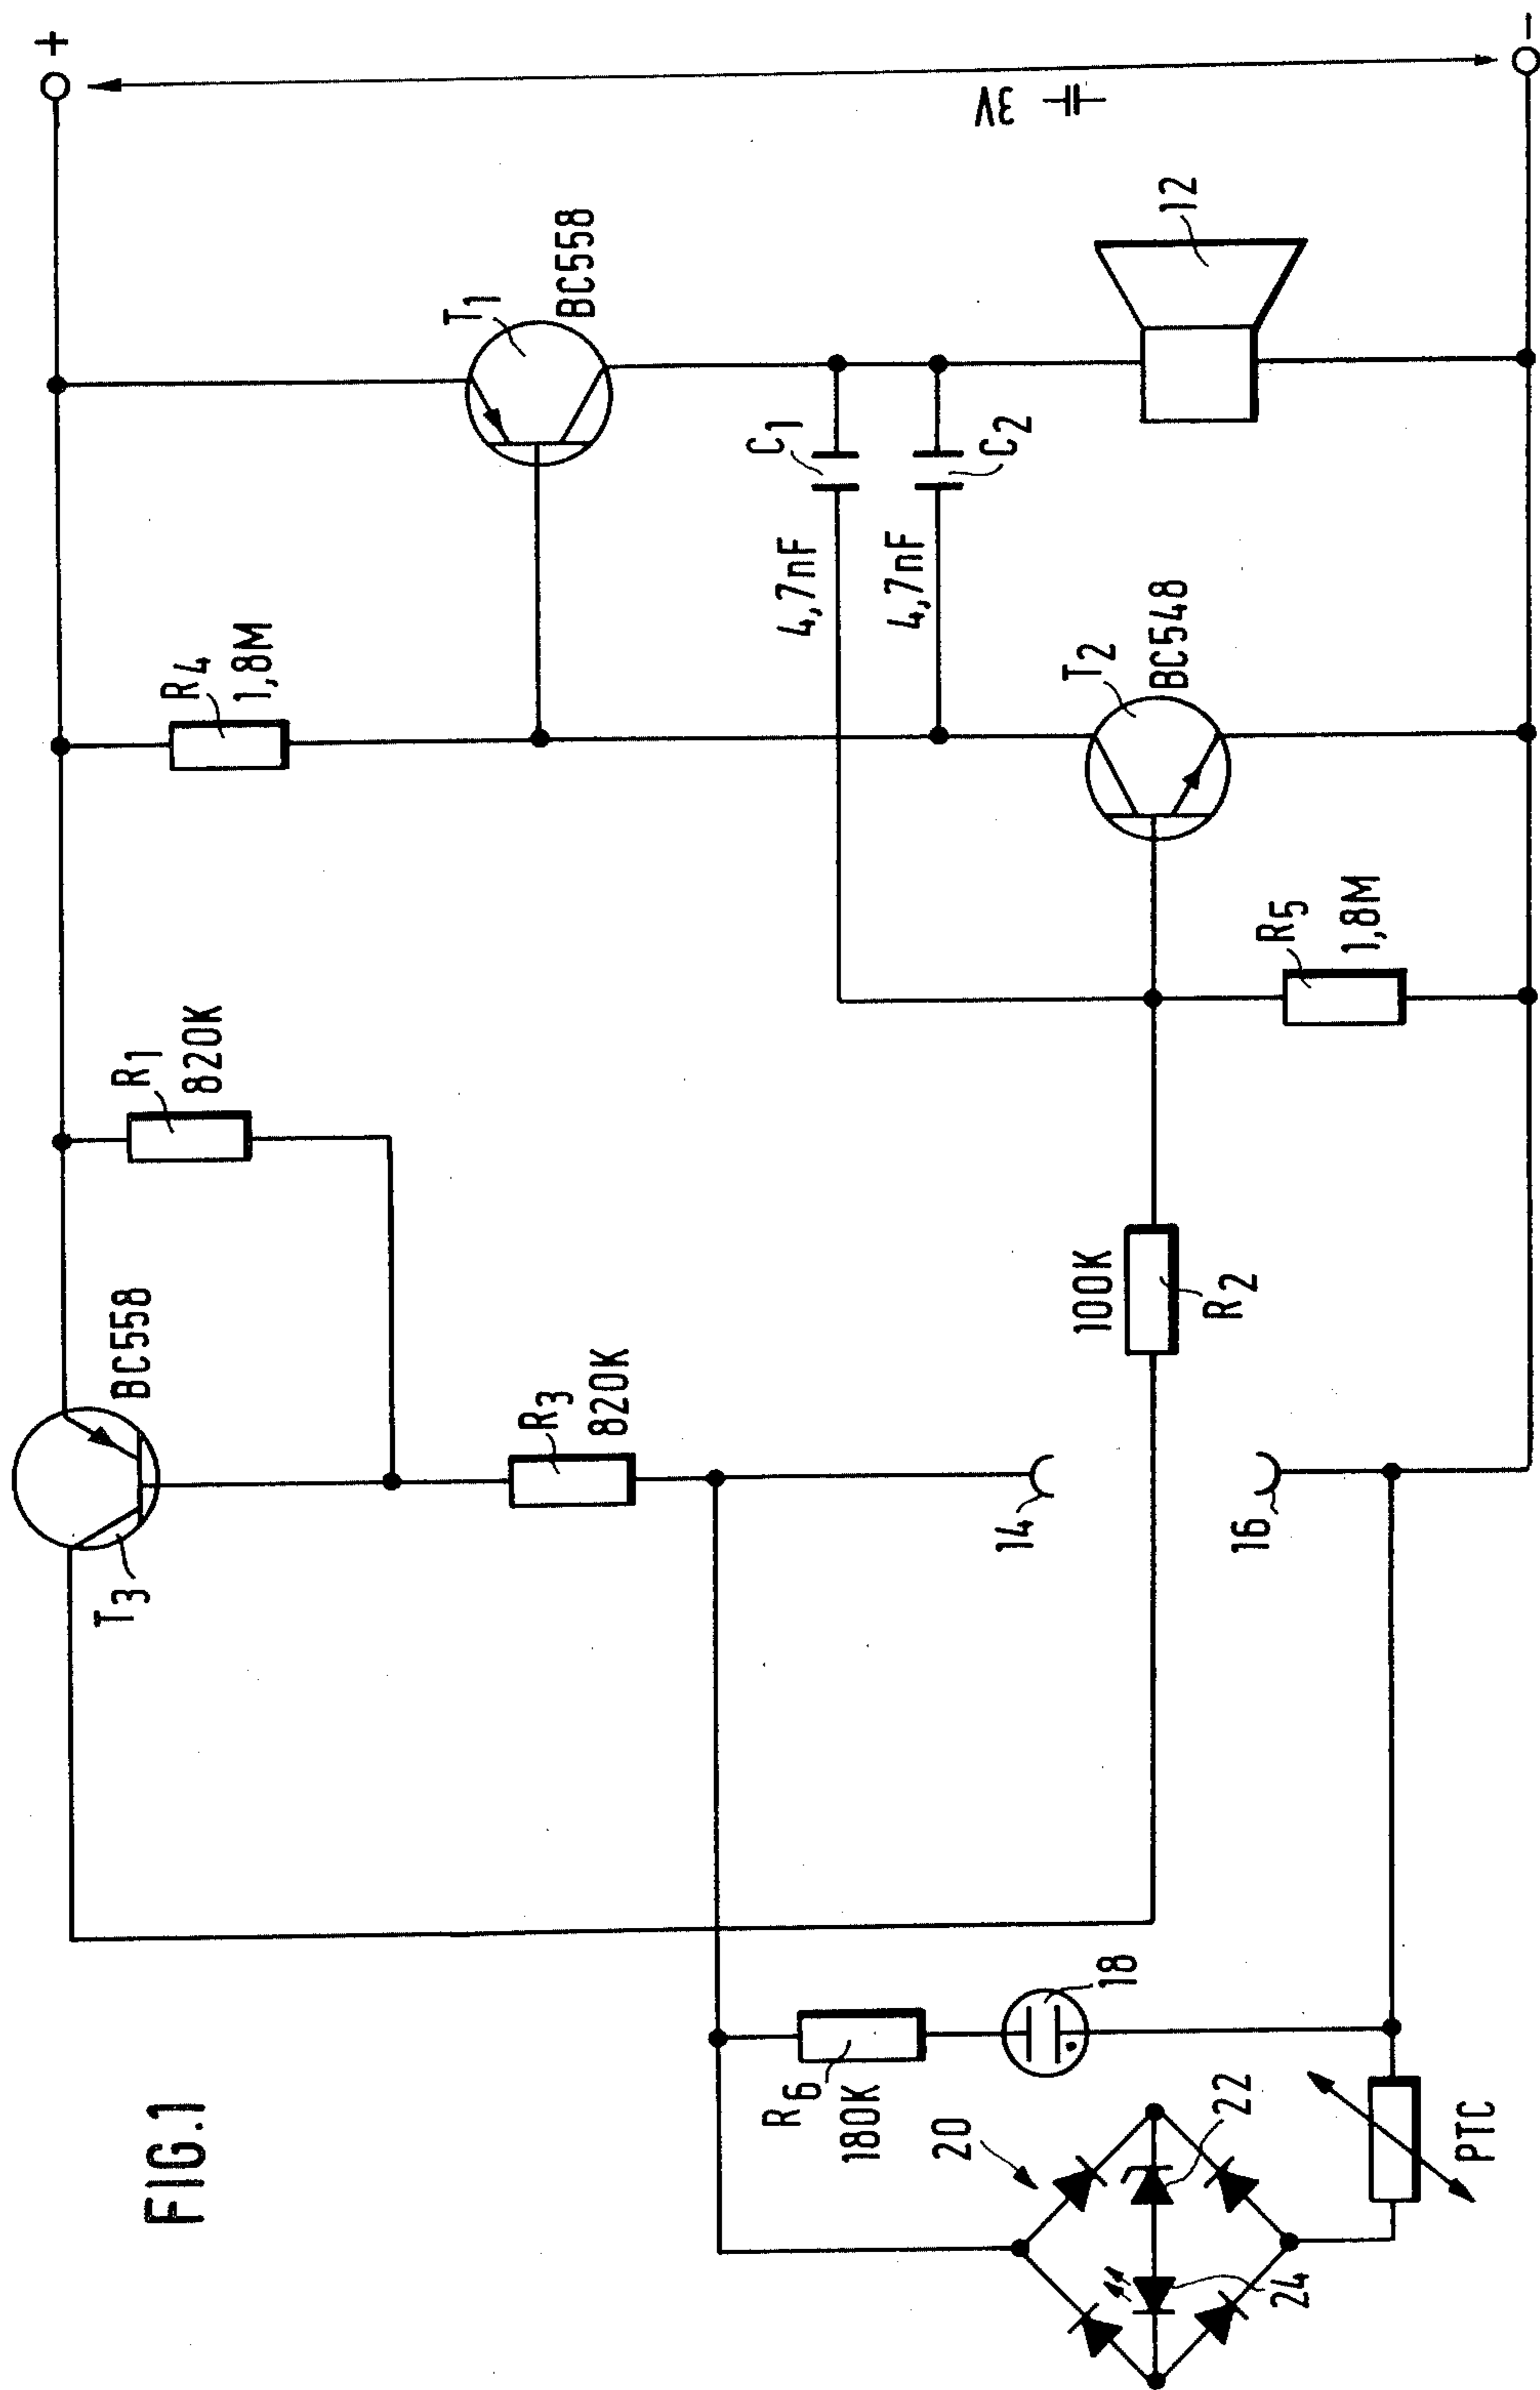 FIG.1
+
-
3V
T1
BC558
12
C1
4,7nF
C2
4,7nF
R4
1,8M
T2
BC548
R5
1,8M
R1
820K
BC558
T3
R3
820K
100K
R2
14
16
18
R6
180K
20
22
24
PTC